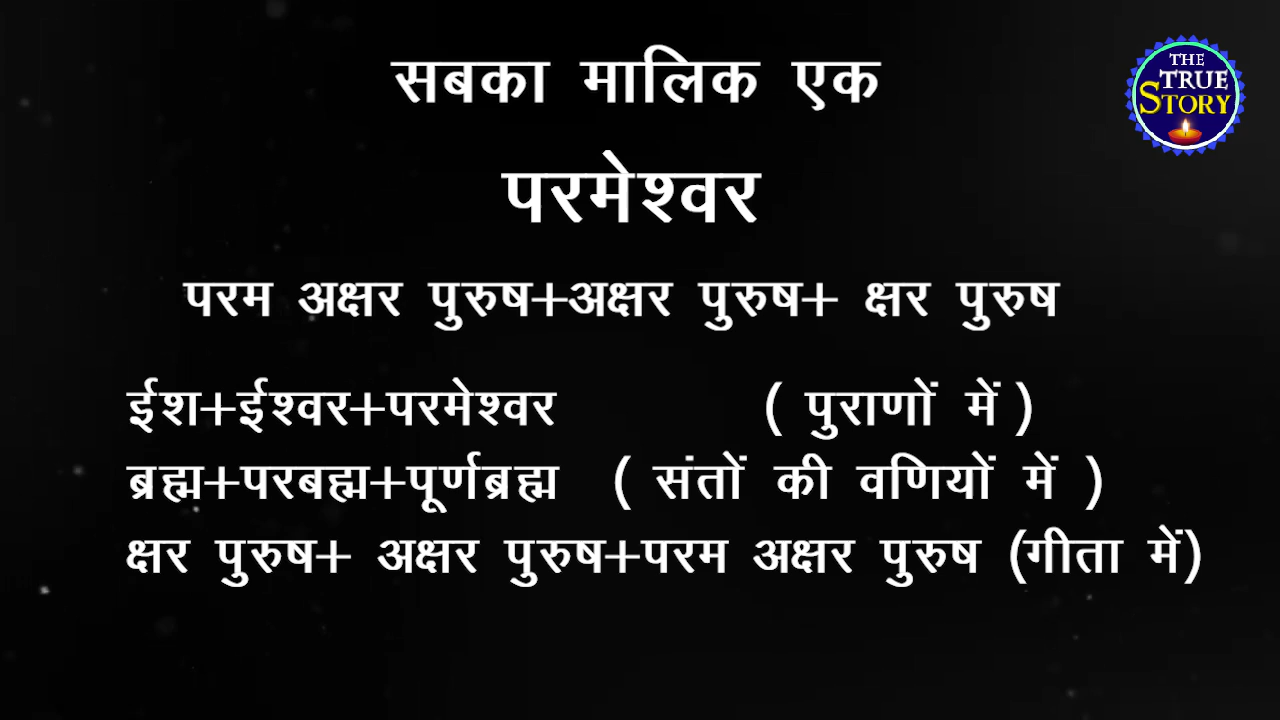 सबका मालिक एक
THE
TRUE
STORY
परमेश्वर
परम अक्षर पुरुष+अक्षर पुरुष+ क्षर पुरुष
ईश+ईश्वर+परमेश्वर ( पुराणों में )
ब्रह्म+परबह्म+पूर्णब्रह्म ( संतों की वणियों में )
क्षर पुरुष+ अक्षर पुरुष+परम अक्षर पुरुष (गीता में)